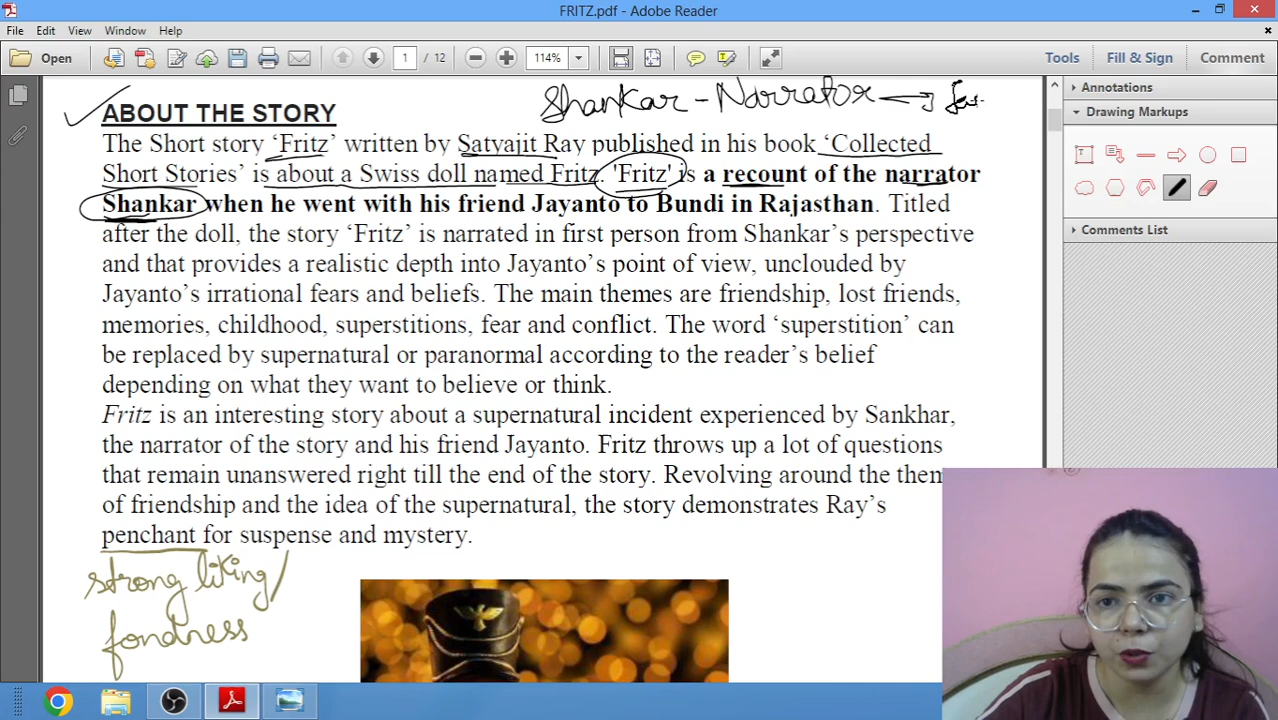 FRITZ.pdf - Adobe Reader
File Edit View Window Help
Open 1 / 12 114% Tools Fill & Sign Comment
Annotations
Drawing Markups
Comments List
Shankar - Narrator →
ABOUT THE STORY
The Short story ‘Fritz’ written by Satyajit Ray published in his book ‘Collected
Short Stories’ is about a Swiss doll named Fritz. 'Fritz' is a recount of the narrator
Shankar when he went with his friend Jayanto to Bundi in Rajasthan. Titled
after the doll, the story ‘Fritz’ is narrated in first person from Shankar’s perspective
and that provides a realistic depth into Jayanto’s point of view, unclouded by
Jayanto’s irrational fears and beliefs. The main themes are friendship, lost friends,
memories, childhood, superstitions, fear and conflict. The word ‘superstition’ can
be replaced by supernatural or paranormal according to the reader’s belief
depending on what they want to believe or think.
Fritz is an interesting story about a supernatural incident experienced by Sankhar,
the narrator of the story and his friend Jayanto. Fritz throws up a lot of questions
that remain unanswered right till the end of the story. Revolving around the them
of friendship and the idea of the supernatural, the story demonstrates Ray’s
penchant for suspense and mystery.
strong liking/
fondness